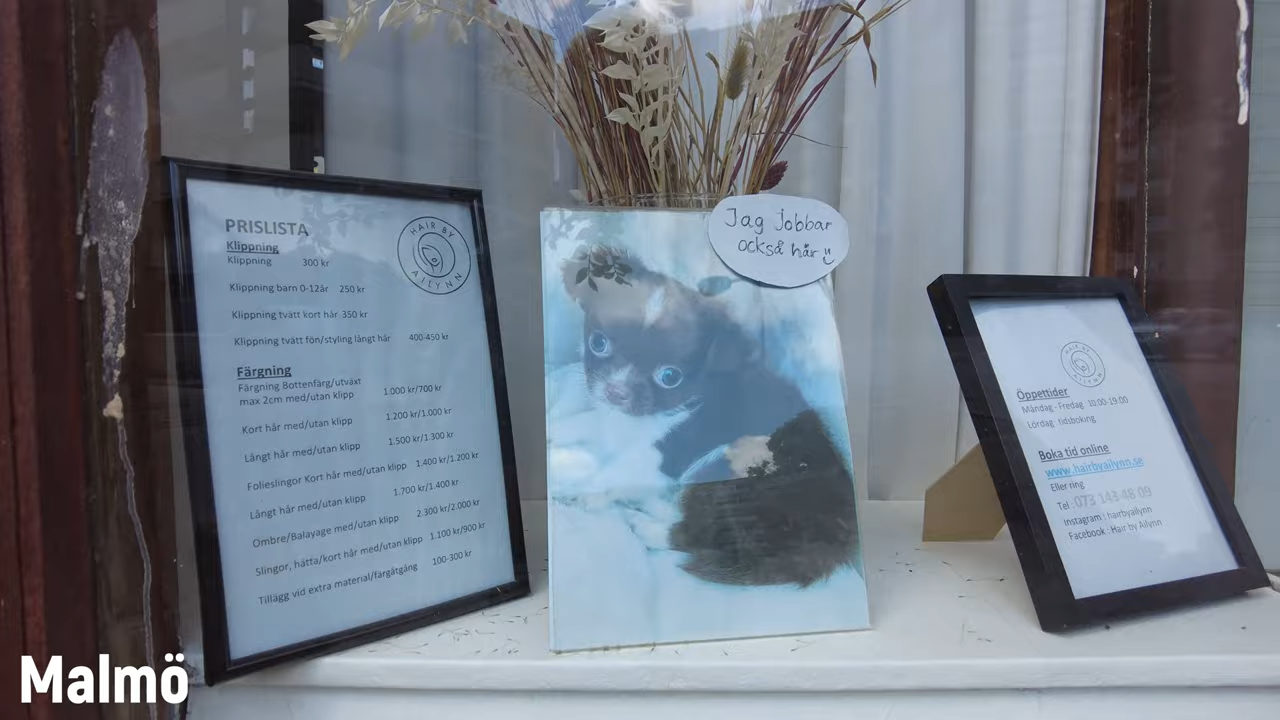 PRISLISTA
HAIR BY
AILYNN
Klippning
Klippning 300 kr
Klippning barn 0-12år 250 kr
Klippning tvätt kort hår 350 kr
Klippning tvätt fön/styling långt hår 400-450 kr
Färgning
Färgning Bottenfärg/utväxt
max 2cm med/utan klipp 1.000 kr/700 kr
Kort hår med/utan klipp 1.200 kr/1.000 kr
Långt hår med/utan klipp 1.500 kr/1.300 kr
Folieslingor Kort hår med/utan klipp 1.400 kr/1.200 kr
Långt hår med/utan klipp 1.700 kr/1.400 kr
Ombre/Balayage med/utan klipp 2.300 kr/2.000 kr
Slingor, hätta/kort hår med/utan klipp 1.100 kr/900 kr
Tillägg vid extra material/färgåtgång 100-300 kr
Jag Jobbar
också här
HAIR BY
AILYNN
Öppettider
Måndag - Fredag 10:00-19:00
Lördag tidsboking
Boka tid online
www.hairbyailynn.se
Eller ring
Tel : 073 143 48 09
Instagram : hairbyailynn
Facebook : Hair by Ailynn
Malmö